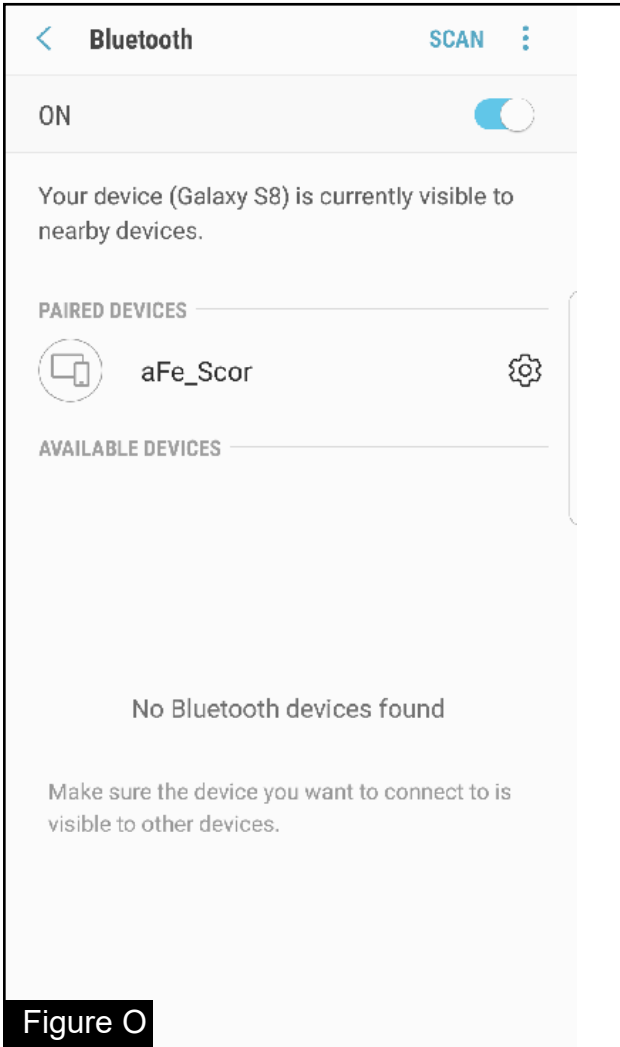 Bluetooth SCAN
ON
Your device (Galaxy S8) is currently visible to
nearby devices.
PAIRED DEVICES
aFe_Scor
AVAILABLE DEVICES
No Bluetooth devices found
Make sure the device you want to connect to is
visible to other devices.
Figure O